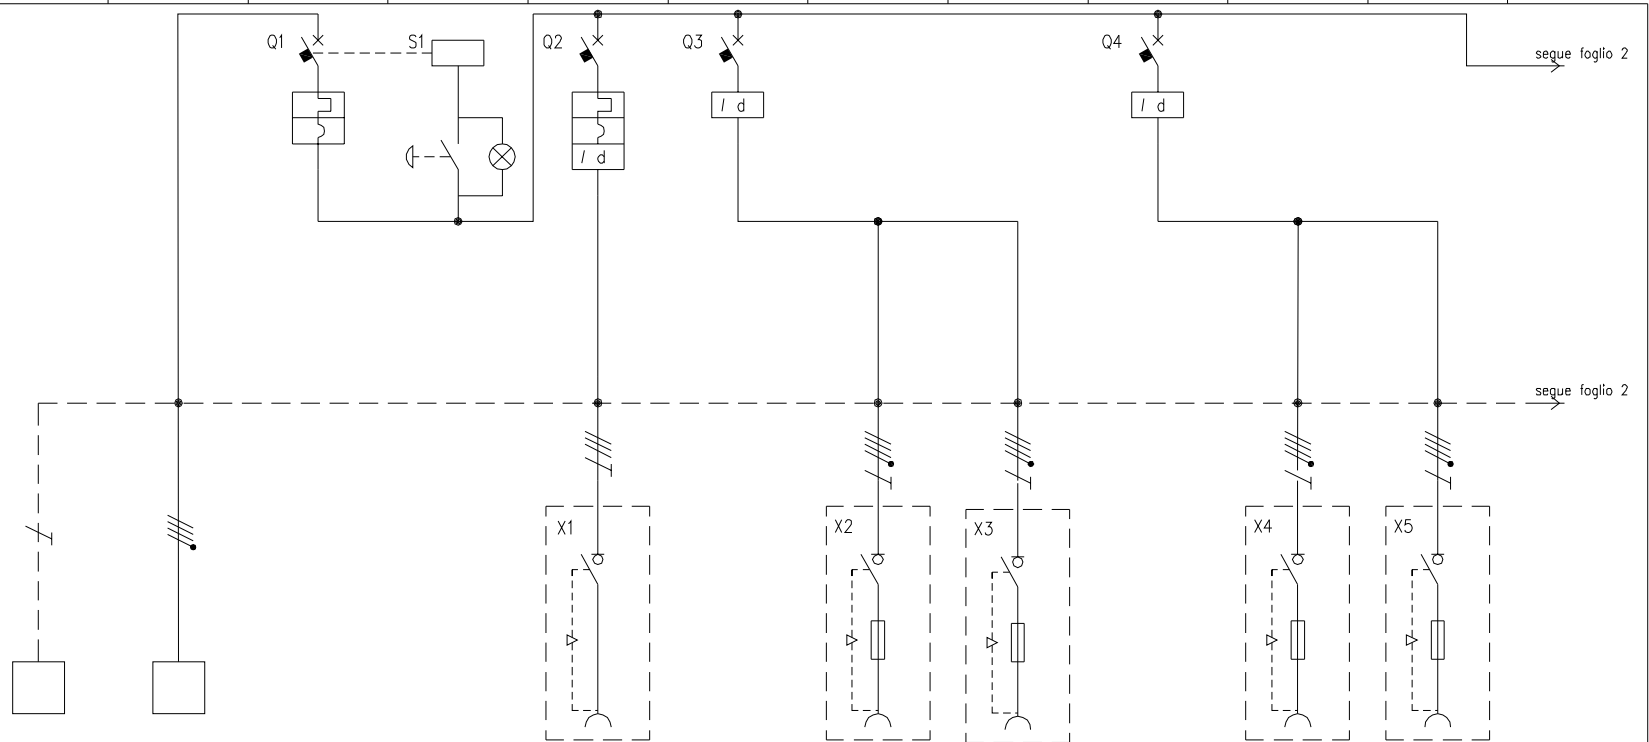 Q1
S1
Q2
Q3
Q4
segue foglio 2
I d
I d
I d
segue foglio 2
X1
X2
X3
X4
X5